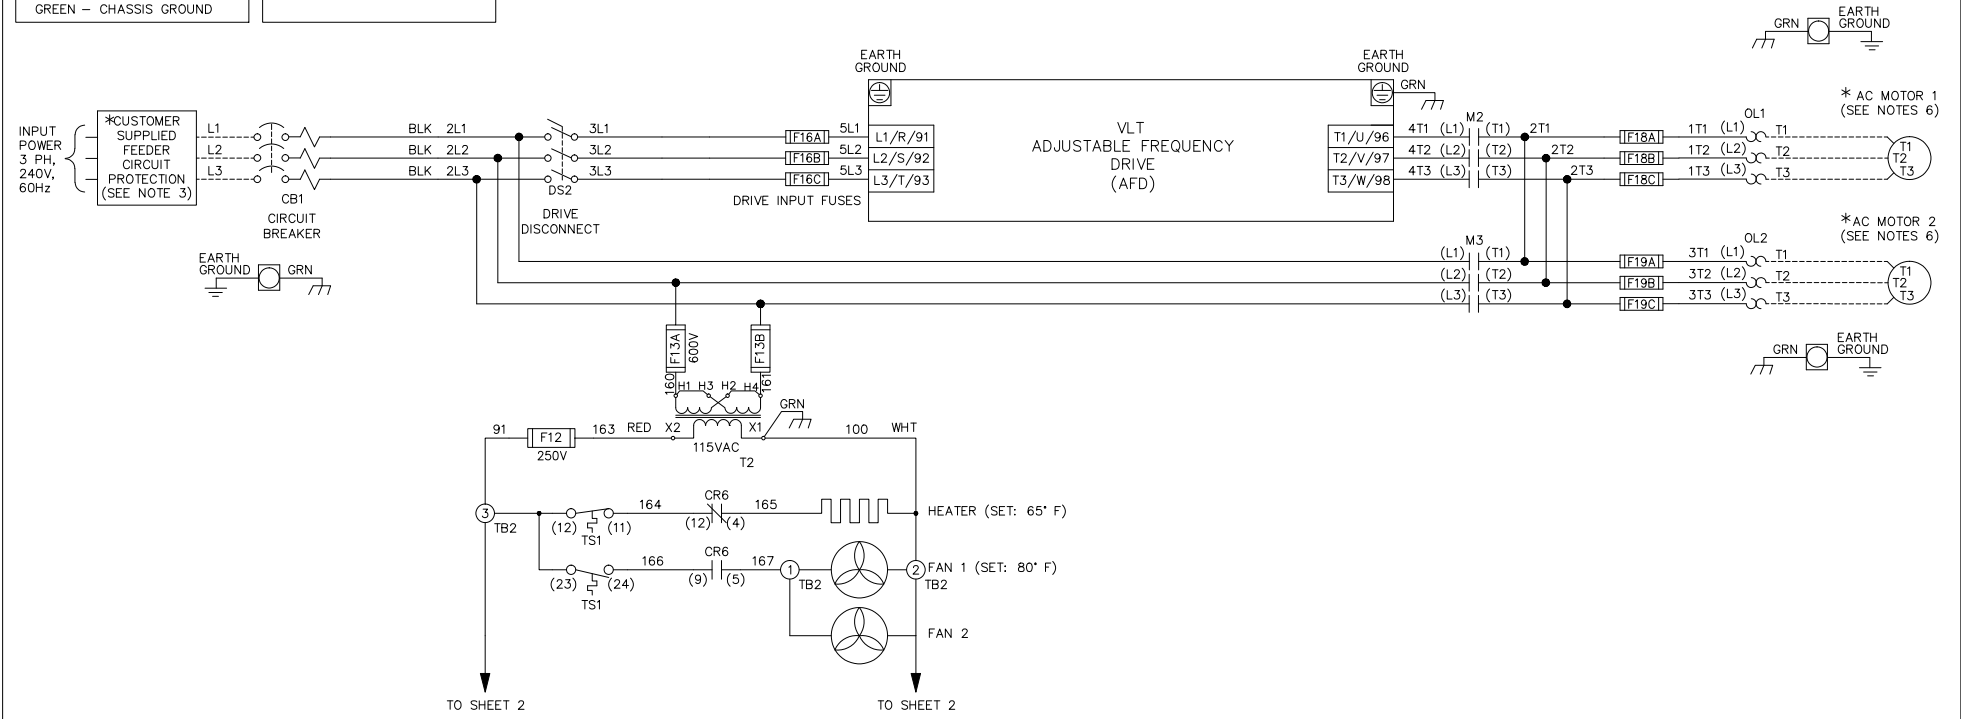 GREEN – CHASSIS GROUND
GRN
EARTH
GROUND
INPUT
POWER
3 PH,
240V,
60Hz
*CUSTOMER
SUPPLIED
FEEDER
CIRCUIT
PROTECTION
(SEE NOTE 3)
L1
L2
L3
CB1
CIRCUIT
BREAKER
BLK 2L1
BLK 2L2
BLK 2L3
DS2
DRIVE
DISCONNECT
3L1
3L2
3L3
F16A
F16B
F16C
DRIVE INPUT FUSES
5L1
5L2
5L3
EARTH
GROUND
L1/R/91
L2/S/92
L3/T/93
VLT
ADJUSTABLE FREQUENCY
DRIVE
(AFD)
EARTH
GROUND
GRN
T1/U/96
T2/V/97
T3/W/98
4T1 (L1)
4T2 (L2)
4T3 (L3)
M2
(T1)
(T2)
(T3)
2T1
2T2
2T3
F18A
F18B
F18C
1T1 (L1)
1T2 (L2)
1T3 (L3)
OL1
T1
T2
T3
* AC MOTOR 1
(SEE NOTES 6)
T1
T2
T3
EARTH
GROUND
GRN
M3
(L1) (T1)
(L2) (T2)
(L3) (T3)
F19A
F19B
F19C
3T1 (L1)
3T2 (L2)
3T3 (L3)
OL2
T1
T2
T3
* AC MOTOR 2
(SEE NOTES 6)
T1
T2
T3
GRN
EARTH
GROUND
F13A
600V
F13B
160
161
H1 H3 H2 H4
GRN
91
F12
250V
163 RED X2
X1
115VAC
T2
100 WHT
3
TB2
(12) (11)
TS1
164
CR6
(12) (4)
165
HEATER (SET: 65° F)
(23) (24)
TS1
166
CR6
(9) (5)
167
1
TB2
2
TB2
FAN 1 (SET: 80° F)
FAN 2
TO SHEET 2
TO SHEET 2